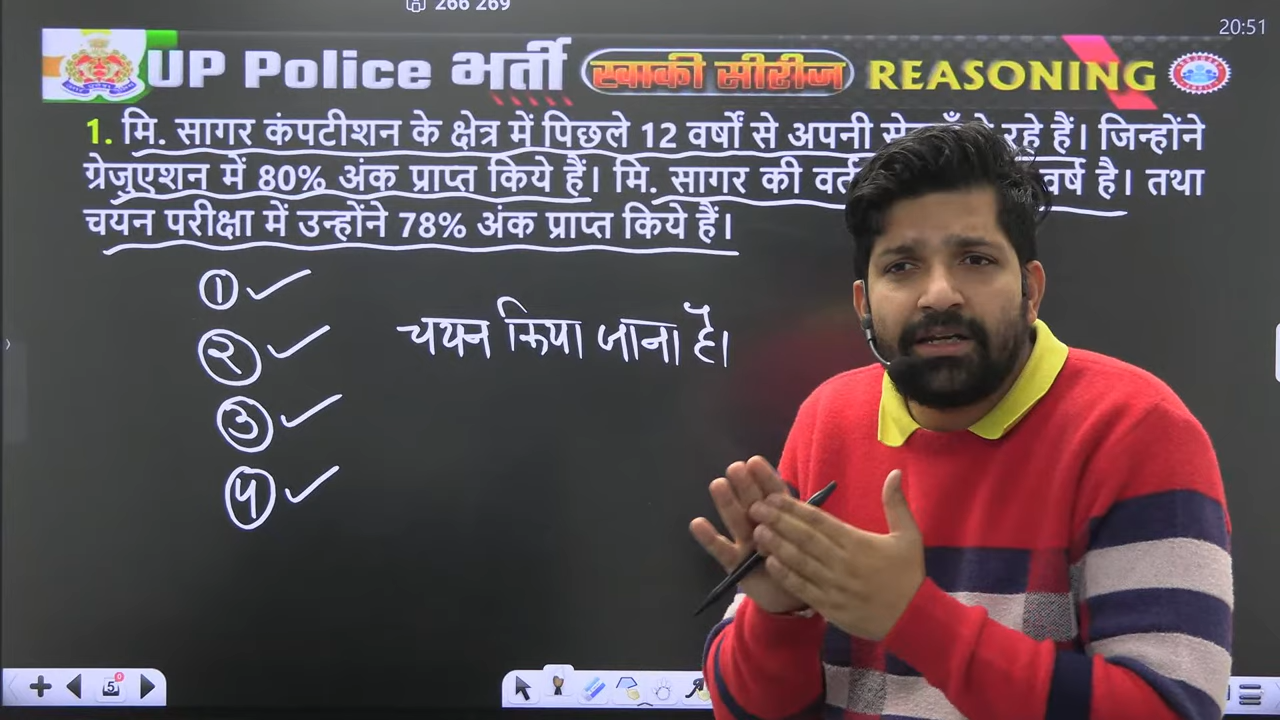 266 269
20:51
UP Police भर्ती खाकी सीरीज REASONING
1. मि. सागर कंपटीशन के क्षेत्र में पिछले 12 वर्षों से अपनी रहे हैं। जिन्होंने
ग्रेजुएशन में 80% अंक प्राप्त किये हैं। मि. सागर की वर्ष है। तथा
चयन परीक्षा में उन्होंने 78% अंक प्राप्त किये हैं।
①
②
चयन किया जाना है।
③
④
5